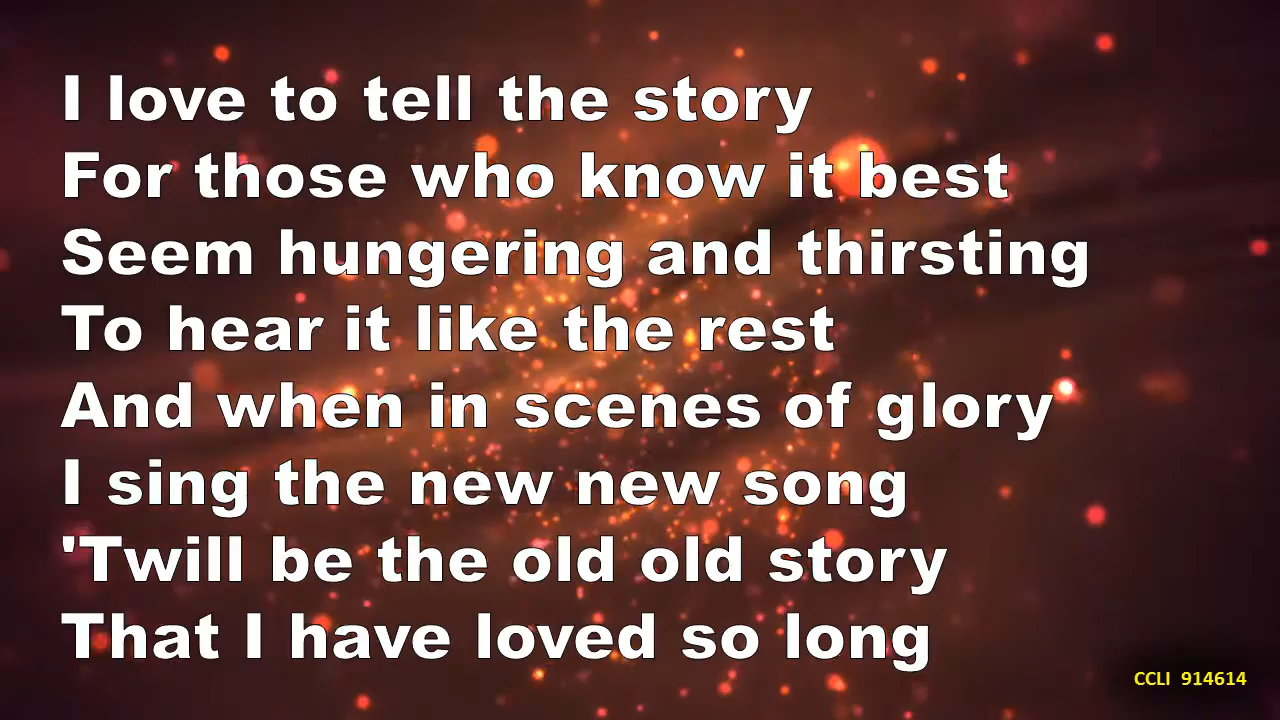 I love to tell the story
For those who know it best
Seem hungering and thirsting
To hear it like the rest
And when in scenes of glory
I sing the new new song
'Twill be the old old story
That I have loved so long
CCLI 914614